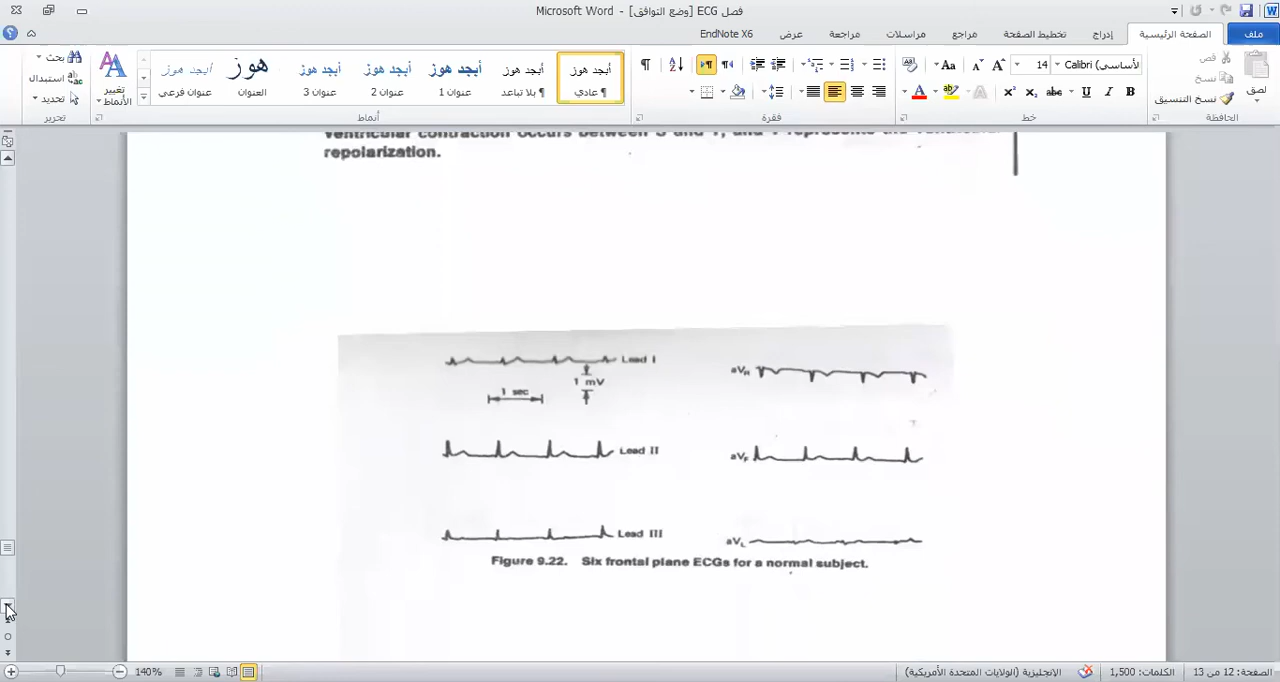 فصل ECG [وضع التوافق] - Microsoft Word
ملف
الصفحة الرئيسية
إدراج
تخطيط الصفحة
مراجع
مراسلات
مراجعة
عرض
EndNote X6
لصق
قص
نسخ
نسخ التنسيق
الحافظة
Calibri (الأساسي)
14
خط
فقرة
أبجد هوز
عادي
أبجد هوز
بلا تباعد
أبجد هوز
عنوان 1
أبجد هوز
عنوان 2
أبجد هوز
عنوان 3
هوز
العنوان
أبجد هوز
عنوان فرعي
تغيير الأنماط
أنماط
بحث
استبدال
تحديد
تحرير
repolarization.
Lead I
1 mV
1 sec
Lead II
Lead III
aVR
aVF
aVL
Figure 9.22. Six frontal plane ECGs for a normal subject.
الصفحة: 12 من 13
الكلمات: 1,500
الإنجليزية (الولايات المتحدة الأمريكية)
140%